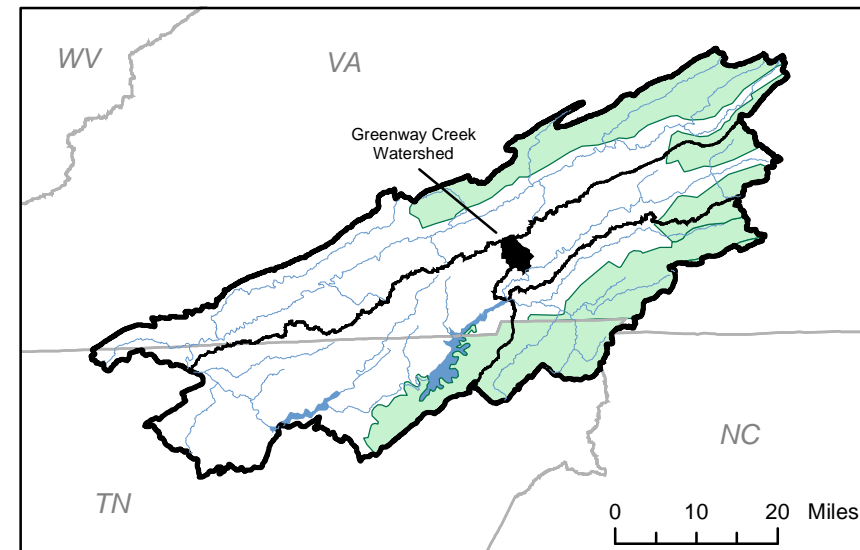 WV
VA
Greenway Creek
Watershed
NC
TN
0 10 20 Miles